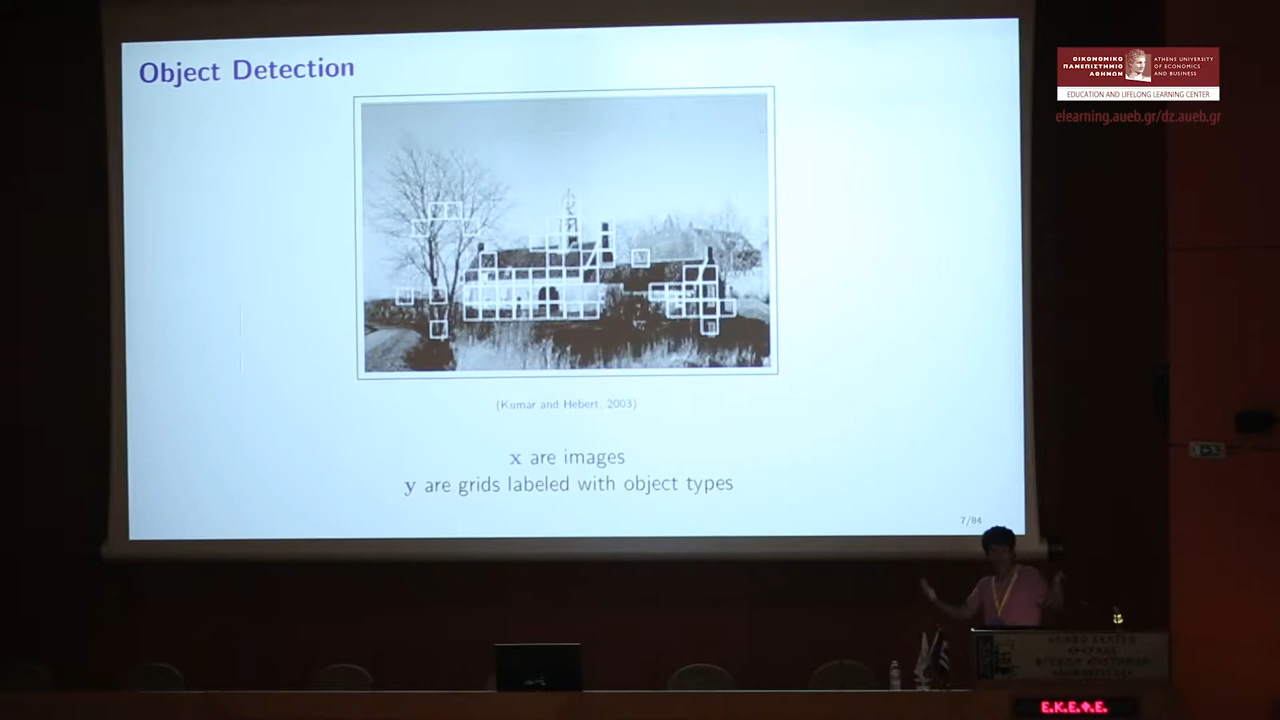 Object Detection
(Kumar and Hebert, 2003)
x are images
y are grids labeled with object types
7/84
ΟΙΚΟΝΟΜΙΚΟ
ΠΑΝΕΠΙΣΤΗΜΙΟ
ΑΘΗΝΩΝ
ATHENS UNIVERSITY
OF ECONOMICS
AND BUSINESS
EDUCATION AND LIFELONG LEARNING CENTER
elearning.aueb.gr/dz.aueb.gr
Ε.Κ.Ε.Φ.Ε.